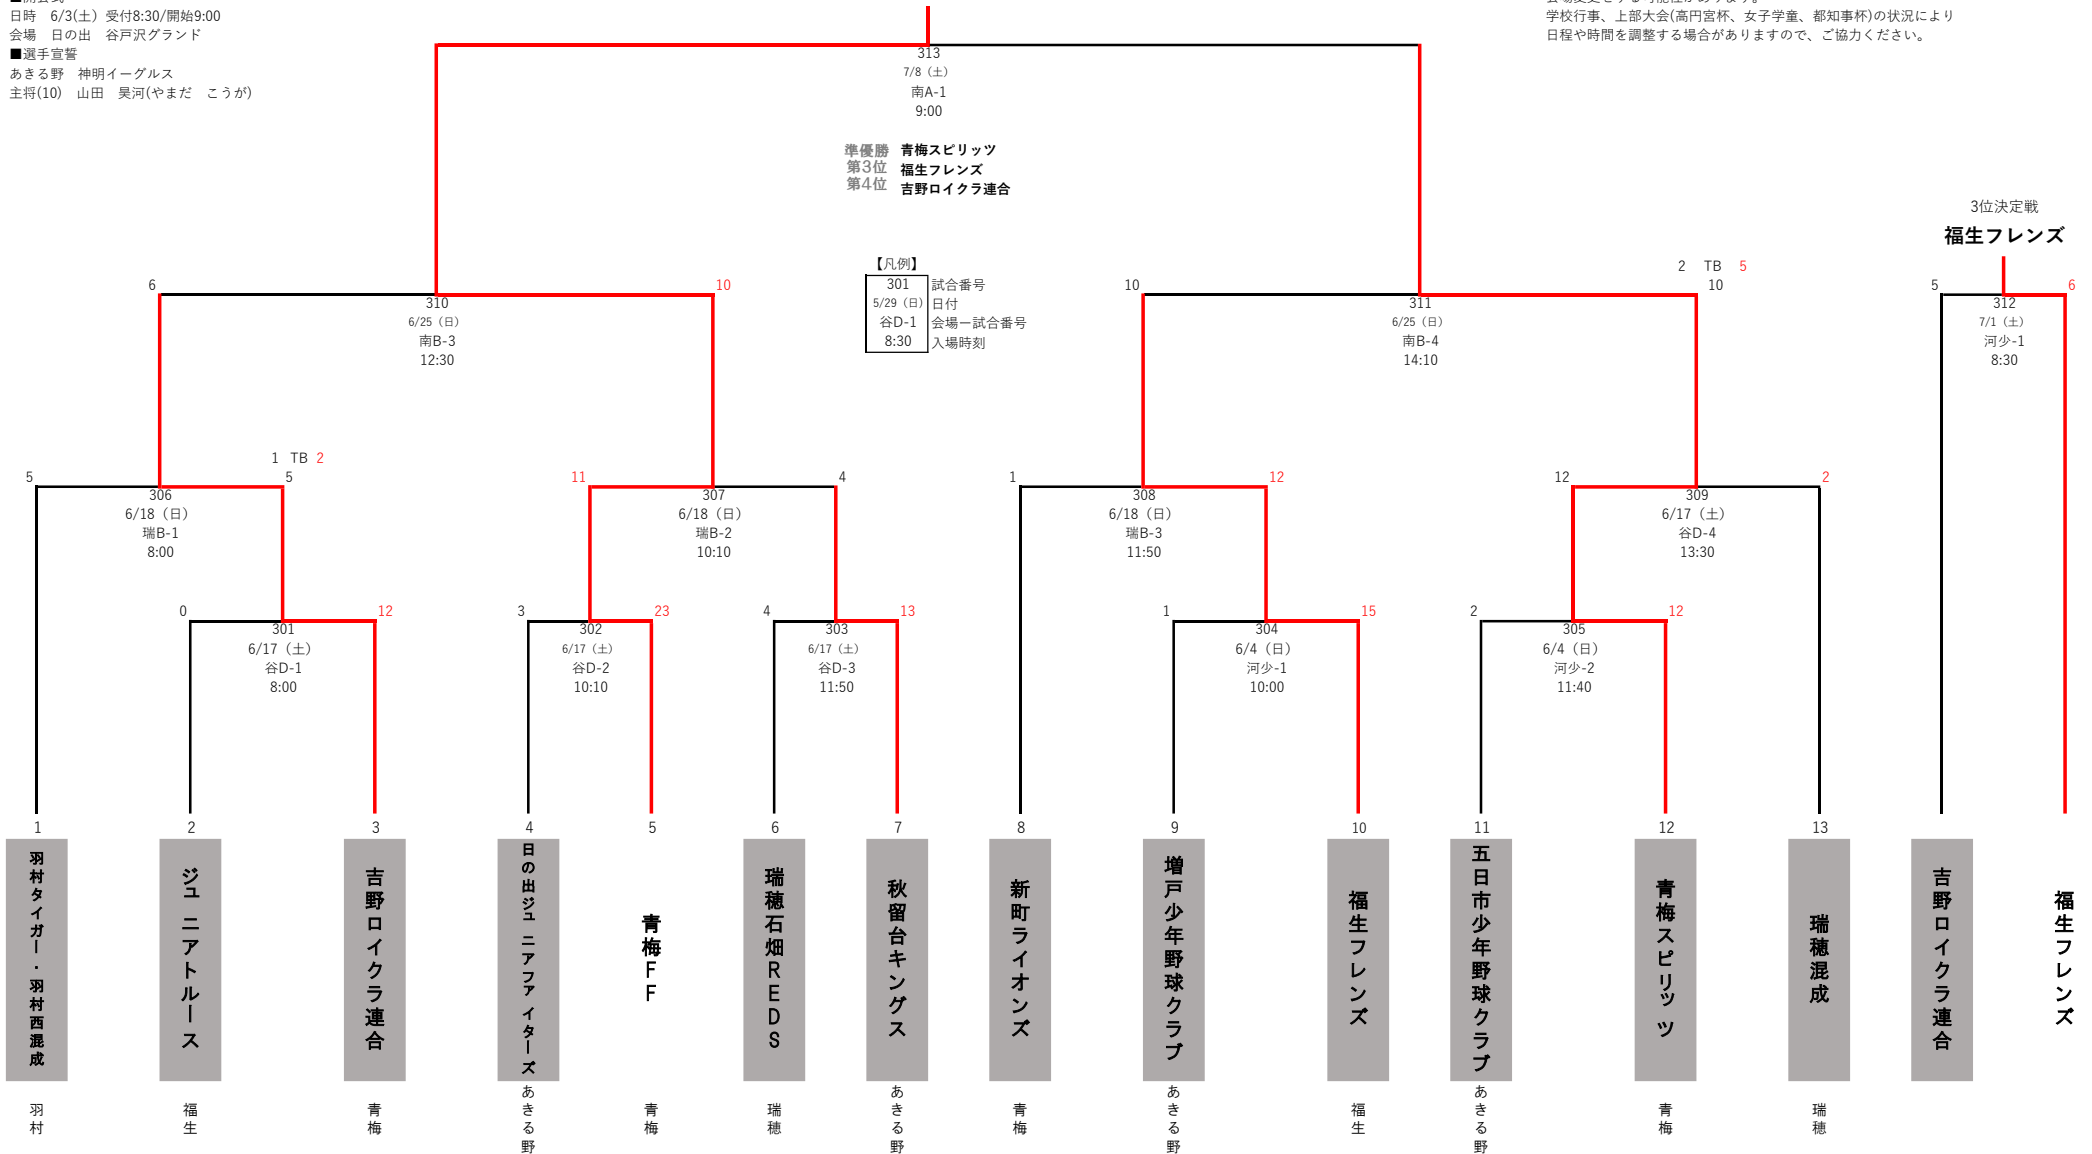 日時 6/3(土) 受付8:30/開始9:00
会場 日の出 谷戸沢グランド
■選手宣誓
あきる野 神明イーグルス
主将(10) 山田 昊河(やまだ こうが)
学校行事、上部大会(高円宮杯、女子学童、都知事杯)の状況により
日程や時間を調整する場合がありますので、ご協力ください。
313
7/8（土）
南A-1
9:00
準優勝 青梅スピリッツ
第3位 福生フレンズ
第4位 吉野ロイクラ連合
3位決定戦
福生フレンズ
【凡例】
301 試合番号
5/29（日） 日付
谷D-1 会場ー試合番号
8:30 入場時刻
6
10
310
6/25（日）
南B-3
12:30
10
2 TB 5
10
311
6/25（日）
南B-4
14:10
5
6
312
7/1（土）
河少-1
8:30
5
1 TB 2
5
306
6/18（日）
瑞B-1
8:00
11
4
307
6/18（日）
瑞B-2
10:10
1
12
308
6/18（日）
瑞B-3
11:50
12
2
309
6/17（土）
谷D-4
13:30
0
12
301
6/17（土）
谷D-1
8:00
3
23
302
6/17（土）
谷D-2
10:10
4
13
303
6/17（土）
谷D-3
11:50
1
15
304
6/4（日）
河少-1
10:00
2
12
305
6/4（日）
河少-2
11:40
1
羽村タイガー・羽村西混成
羽村
2
ジュニアトルース
福生
3
吉野ロイクラ連合
青梅
4
日の出ジュニアファイターズ
あきる野
5
青梅FF
青梅
6
瑞穂石畑REDS
瑞穂
7
秋留台キングス
あきる野
8
新町ライオンズ
青梅
9
増戸少年野球クラブ
あきる野
10
福生フレンズ
福生
11
五日市少年野球クラブ
あきる野
12
青梅スピリッツ
青梅
13
瑞穂混成
瑞穂
吉野ロイクラ連合
福生フレンズ